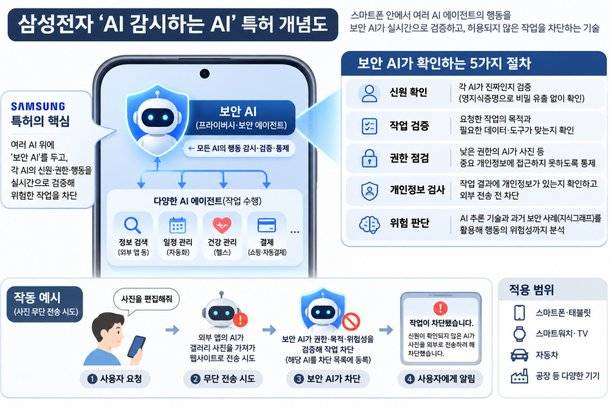 삼성전자 ‘AI 감시하는 AI’ 특허 개념도
스마트폰 안에서 여러 AI 에이전트의 행동을
보안 AI가 실시간으로 검증하고, 허용되지 않은 작업을 차단하는 기술
SAMSUNG
특허의 핵심
여러 AI 위에
‘보안 AI’를 두고,
각 AI의 신원·권한·행동을
실시간으로 검증해
위험한 작업을 차단
보안 AI
(프라이버시·보안 에이전트)
← 모든 AI의 행동 감시·검증·통제
다양한 AI 에이전트(작업 수행)
정보 검색
(외부 앱 등)
일정 관리
(자동화)
건강 관리
(헬스)
결제
(쇼핑·자동결제)
...
보안 AI가 확인하는 5가지 절차
신원 확인
각 AI가 진짜인지 검증
(영지식증명으로 비밀 유출 없이 확인)
작업 검증
요청한 작업의 목적과
필요한 데이터·도구가 맞는지 확인
권한 점검
낮은 권한의 AI가 사진 등
중요 개인정보에 접근하지 못하도록 통제
개인정보 검사
작업 결과에 개인정보가 있는지 확인하고
외부 전송 전 차단
위험 판단
AI 추론 기술과 과거 보안 사례(지식그래프)를
활용해 행동의 위험성까지 분석
작동 예시
(사진 무단 전송 시도)
사진을 편집해줘
1 사용자 요청
외부 앱의 AI가
갤러리 사진을 가져가
웹사이트로 전송 시도
2 무단 전송 시도
보안 AI가 권한·목적·위험성을
검증해 작업 차단
(해당 AI를 차단 목록에 등록)
3 보안 AI가 차단
작업이 차단됐습니다.
신원이 확인되지 않은 AI가
사진을 외부로 전송하려 해
차단했습니다.
4 사용자에게 알림
적용 범위
스마트폰·태블릿
스마트워치·TV
자동차
공장 등 다양한 기기